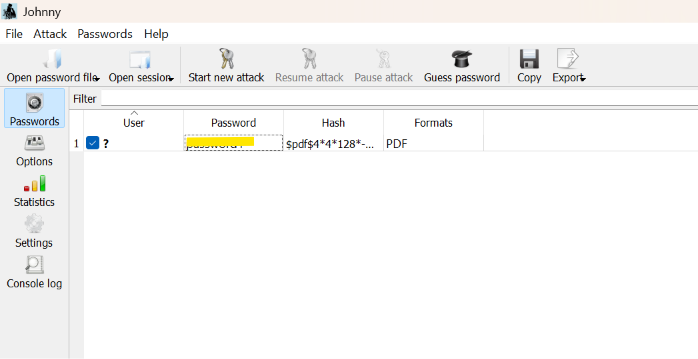 Johnny
File Attack Passwords Help
Open password file Open session Start new attack Resume attack Pause attack Guess password Copy Export
Passwords Filter
User Password Hash Formats
1 ? $pdf$4*4*128*-... PDF
Options
Statistics
Settings
Console log